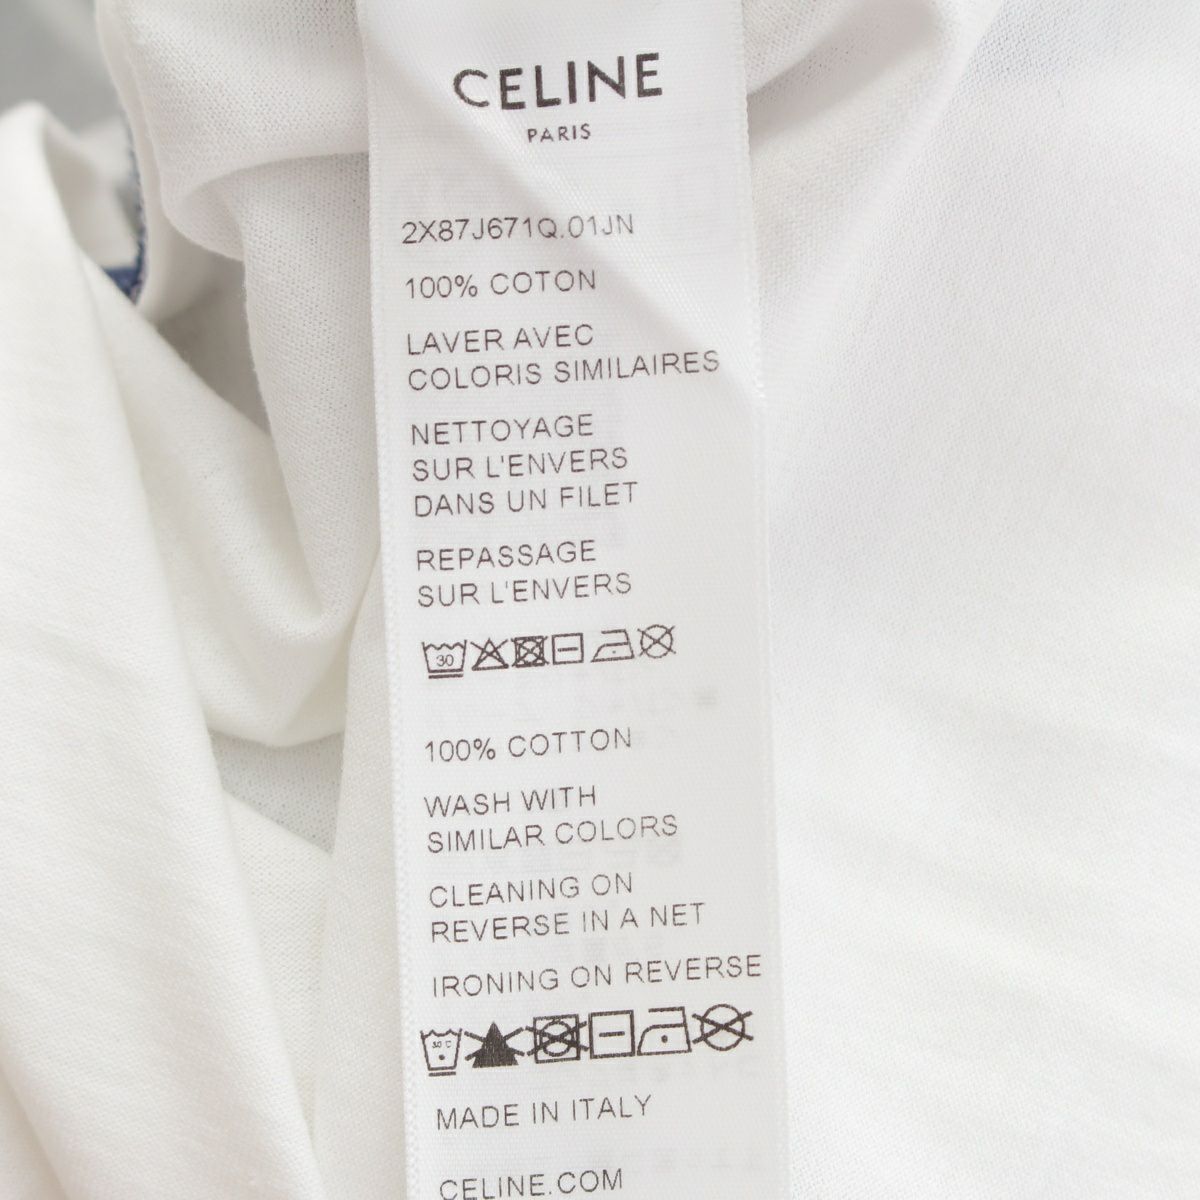 CELINE
PARIS
2X87J671Q.01JN
100% COTON
LAVER AVEC
COLORIS SIMILAIRES
NETTOYAGE
SUR L'ENVERS
DANS UN FILET
REPASSAGE
SUR L'ENVERS
30
100% COTTON
WASH WITH
SIMILAR COLORS
CLEANING ON
REVERSE IN A NET
IRONING ON REVERSE
30°C
MADE IN ITALY
CELINE.COM